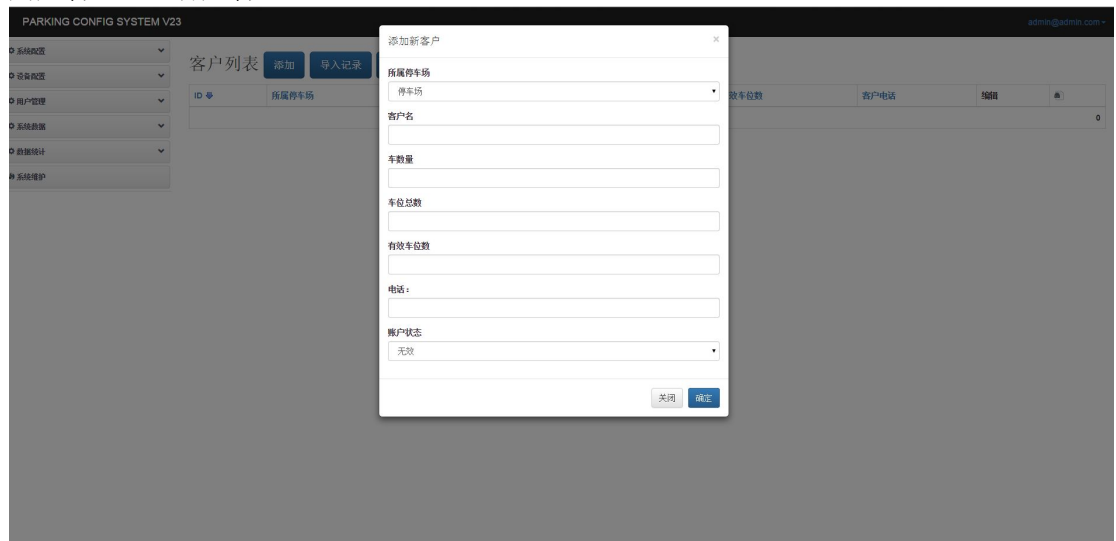 PARKING CONFIG SYSTEM V23
admin@admin.com
系统配置
设备配置
用户管理
系统数据
数据统计
系统维护
客户列表 添加 导入记录
ID 所属停车场 效车位数 客户电话 编辑
0
添加新客户 ×
所属停车场
停车场
客户名
车数量
车位总数
有效车位数
电话：
账户状态
无效
关闭 确定